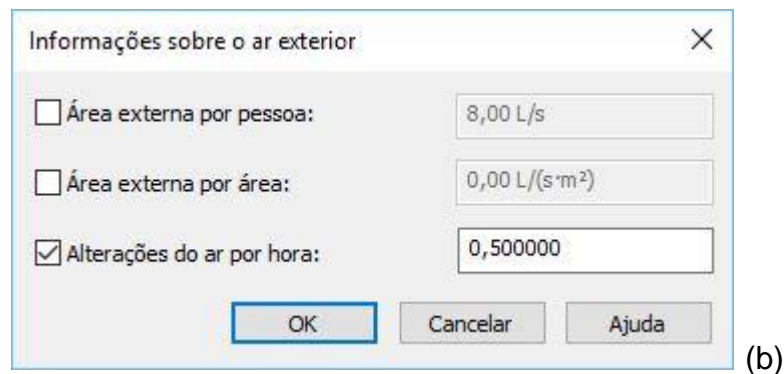 Informações sobre o ar exterior
Área externa por pessoa: 8,00 L/s
Área externa por área: 0,00 L/(s·m²)
Alterações do ar por hora: 0,500000
OK Cancelar Ajuda
(b)